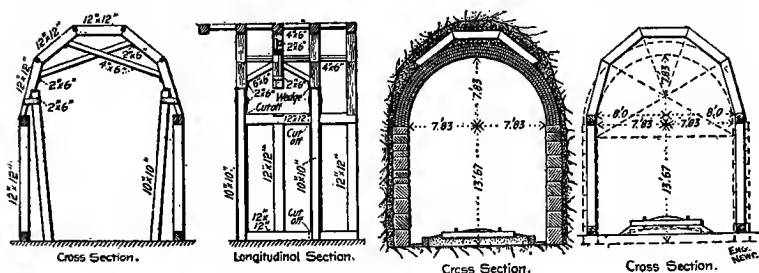 12"x12"
12"x12"
12"x12"
2"x6"
4"x6"
2"x6"
2"x6"
12"x12"
10"x10"
Cross Section.
4"x6"
2"x6"
4"x6"
6"x6"
2"x6"
2"x6"
Wedge
Cut off
12"x12"
10"x10"
12"x12"
Cut off
10"x10"
12"x12"
12"x12"
Cut off
Longitudinal Section.
7.83
7.83
7.83
13.67
Cross Section.
7.83
8.0
7.83
7.83
8.0
13.67
Cross Section.
ENG. NEWS.